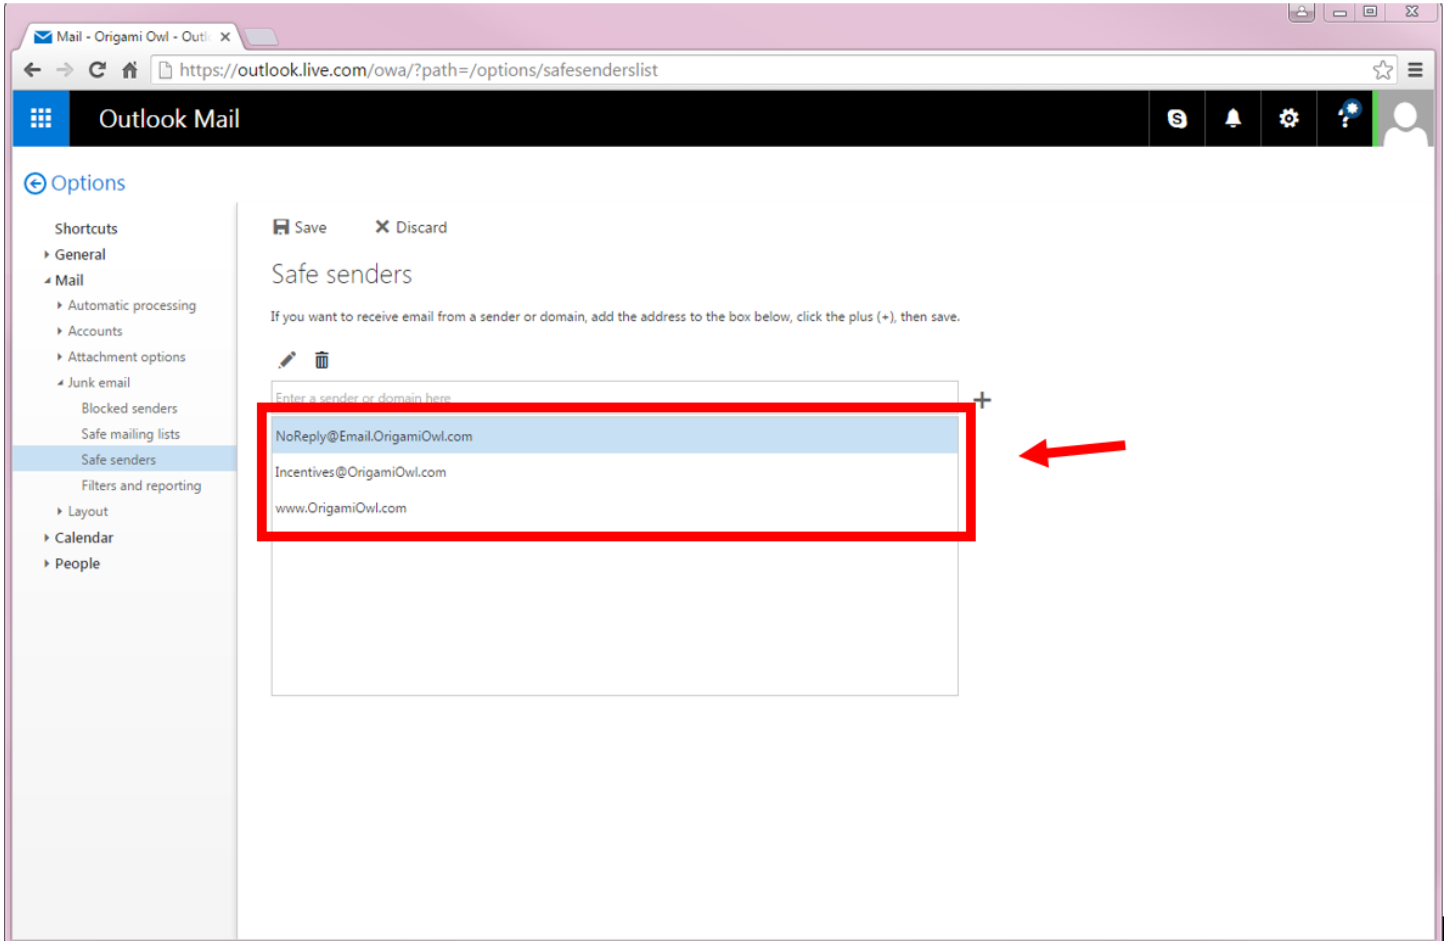 Mail - Origami Owl - Outl
https://outlook.live.com/owa/?path=/options/safesenderslist
Outlook Mail
Options
Shortcuts
General
Mail
Automatic processing
Accounts
Attachment options
Junk email
Blocked senders
Safe mailing lists
Safe senders
Filters and reporting
Layout
Calendar
People
Save Discard
Safe senders
If you want to receive email from a sender or domain, add the address to the box below, click the plus (+), then save.
Enter a sender or domain here
NoReply@Email.OrigamiOwl.com
Incentives@OrigamiOwl.com
www.OrigamiOwl.com